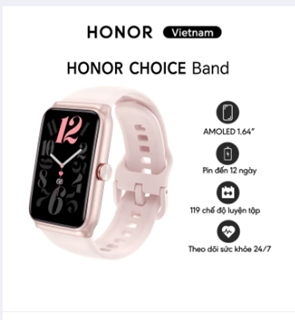 HONOR Vietnam
HONOR CHOICE Band
12
AMOLED 1.64"
Pin đến 12 ngày
119 chế độ luyện tập
Theo dõi sức khỏe 24/7